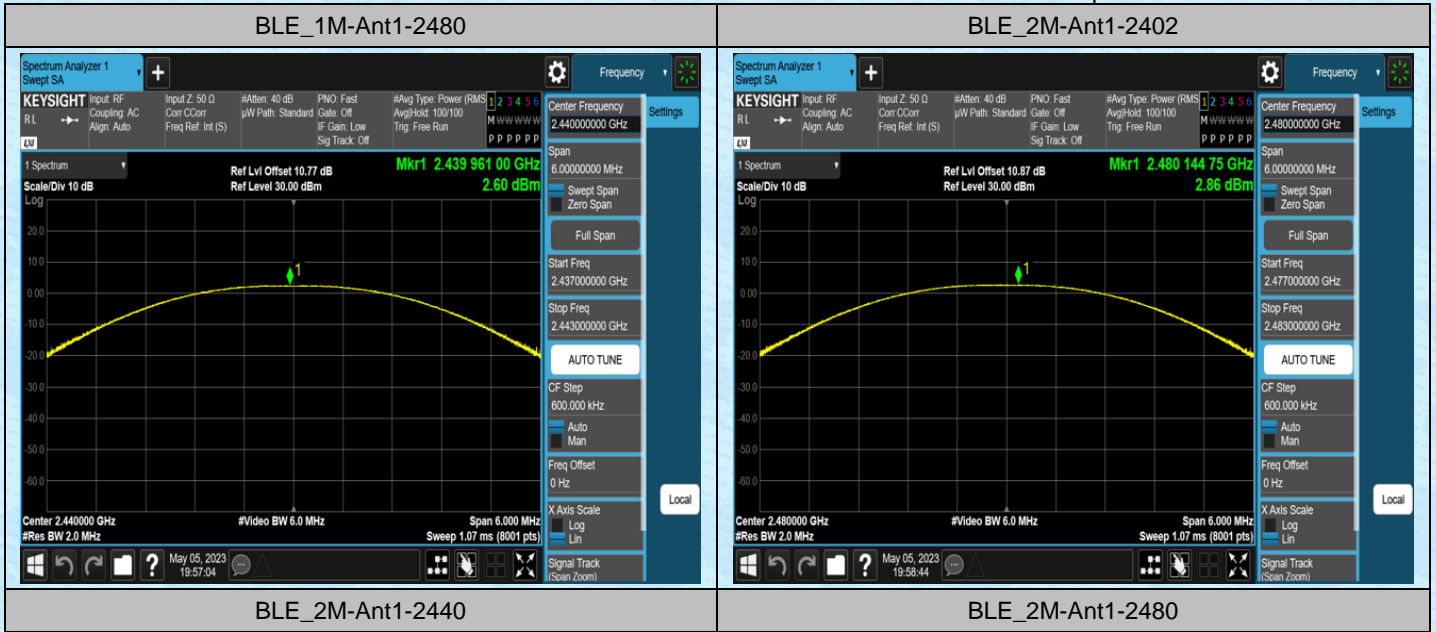 BLE_1M-Ant1-2480
BLE_2M-Ant1-2402
Spectrum Analyzer 1
Swept SA
+
Frequency
KEYSIGHT
RL
LXI
Input: RF
Coupling: AC
Align: Auto
Input Z: 50 Ω
Corr CCorr
Freq Ref: Int (S)
#Atten: 40 dB
µW Path: Standard
PNO: Fast
Gate: Off
IF Gain: Low
Sig Track: Off
#Avg Type: Power (RMS
Avg|Hold: 100/100
Trig: Free Run
1 2 3 4 5 6
M W W W W W
P P P P P P
1 Spectrum
Scale/Div 10 dB
Log
Ref Lvl Offset 10.77 dB
Ref Level 30.00 dBm
Mkr1 2.439 961 00 GHz
2.60 dBm
20.0
10.0
0.00
-10.0
-20.0
-30.0
-40.0
-50.0
-60.0
1
Center 2.440000 GHz
#Res BW 2.0 MHz
#Video BW 6.0 MHz
Span 6.000 MHz
Sweep 1.07 ms (8001 pts)
?
May 05, 2023
19:57:04
Center Frequency
2.440000000 GHz
Span
6.00000000 MHz
Swept Span
Zero Span
Full Span
Start Freq
2.437000000 GHz
Stop Freq
2.443000000 GHz
AUTO TUNE
CF Step
600.000 kHz
Auto
Man
Freq Offset
0 Hz
X Axis Scale
Log
Lin
Signal Track
(Span Zoom)
Settings
Local
Spectrum Analyzer 1
Swept SA
+
Frequency
KEYSIGHT
RL
LXI
Input: RF
Coupling: AC
Align: Auto
Input Z: 50 Ω
Corr CCorr
Freq Ref: Int (S)
#Atten: 40 dB
µW Path: Standard
PNO: Fast
Gate: Off
IF Gain: Low
Sig Track: Off
#Avg Type: Power (RMS
Avg|Hold: 100/100
Trig: Free Run
1 2 3 4 5 6
M W W W W W
P P P P P P
1 Spectrum
Scale/Div 10 dB
Log
Ref Lvl Offset 10.87 dB
Ref Level 30.00 dBm
Mkr1 2.480 144 75 GHz
2.86 dBm
20.0
10.0
0.00
-10.0
-20.0
-30.0
-40.0
-50.0
-60.0
1
Center 2.480000 GHz
#Res BW 2.0 MHz
#Video BW 6.0 MHz
Span 6.000 MHz
Sweep 1.07 ms (8001 pts)
?
May 05, 2023
19:58:44
Center Frequency
2.480000000 GHz
Span
6.00000000 MHz
Swept Span
Zero Span
Full Span
Start Freq
2.477000000 GHz
Stop Freq
2.483000000 GHz
AUTO TUNE
CF Step
600.000 kHz
Auto
Man
Freq Offset
0 Hz
X Axis Scale
Log
Lin
Signal Track
(Span Zoom)
Settings
Local
BLE_2M-Ant1-2440
BLE_2M-Ant1-2480